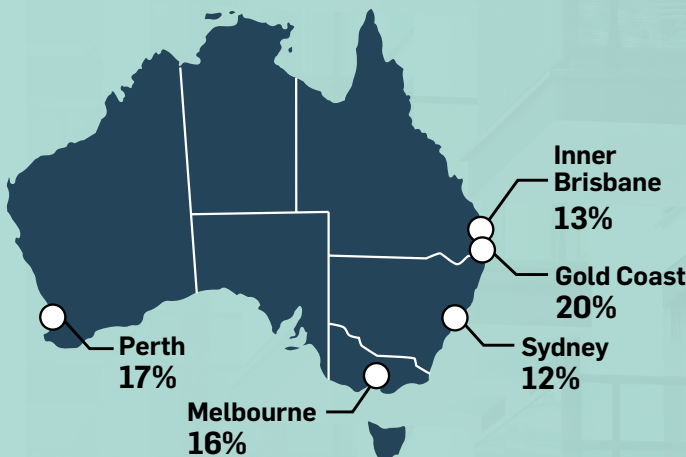 Inner
Brisbane
13%
Gold Coast
20%
Sydney
12%
Perth
17%
Melbourne
16%